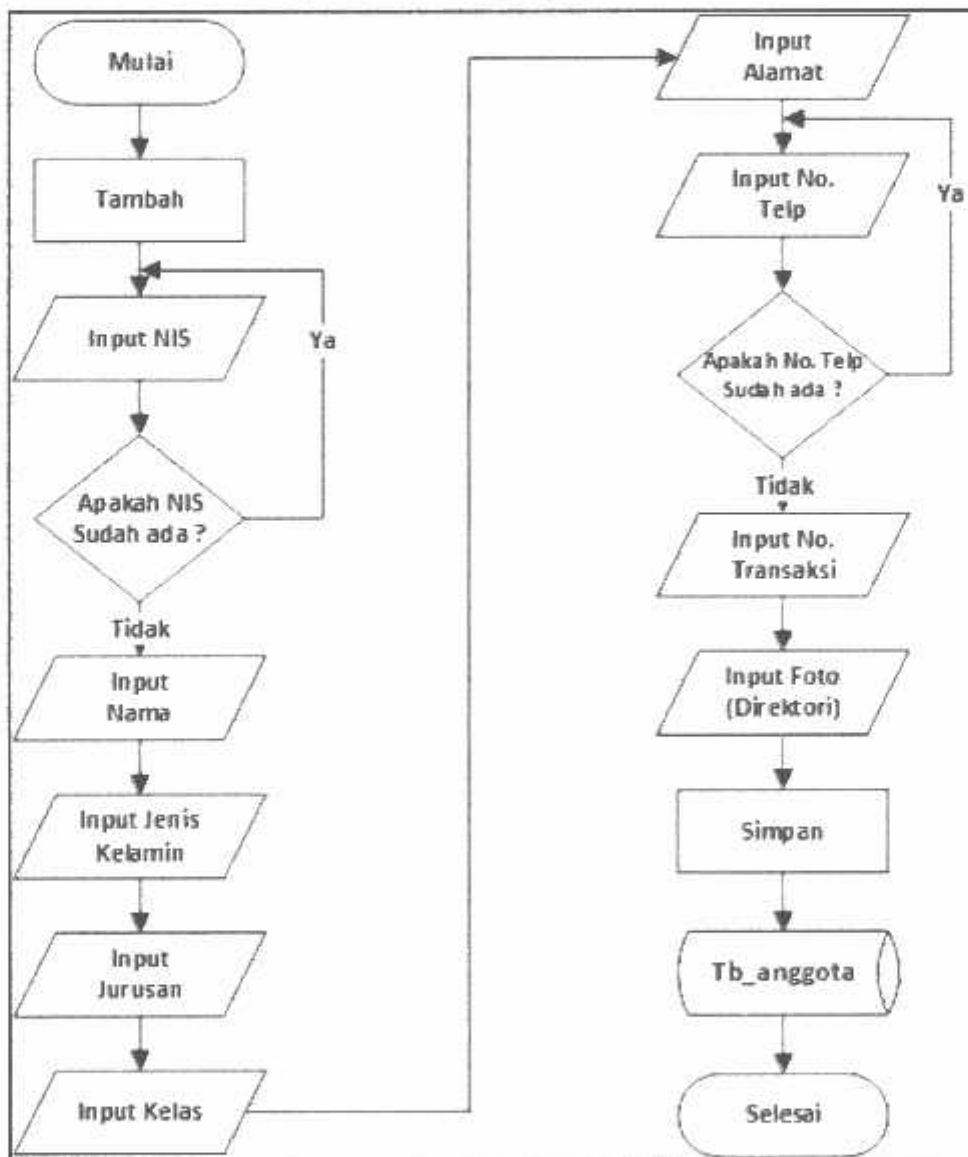 Mulai
Tambah
Input NIS
Ya
Apakah NIS
Sudah ada ?
Tidak
Input
Nama
Input Jenis
Kelamin
Input
Jurusan
Input Kelas
Input
Alamat
Input No.
Telp
Ya
Apakah No. Telp
Sudah ada ?
Tidak
Input No.
Transaksi
Input Foto
(Direktori)
Simpan
Tb_anggota
Selesai